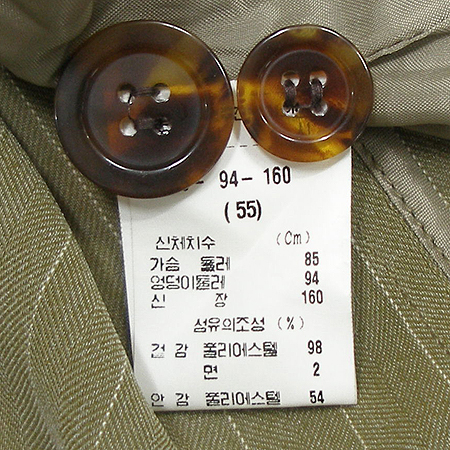 - 94 - 160
(55)
신체치수 (Cm)
가슴 둘레 85
엉덩이둘레 94
신 장 160
섬유의조성 (%)
겉 감 폴리에스텔 98
면 2
안 감 폴리에스텔 54